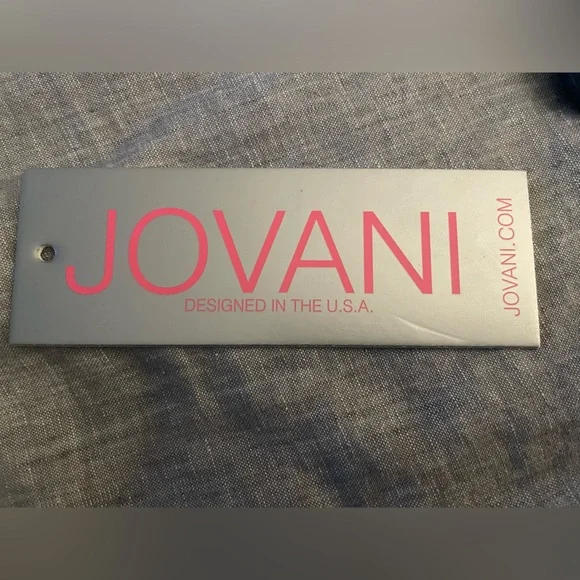 JOVANI
DESIGNED IN THE U.S.A.
JOVANI.COM